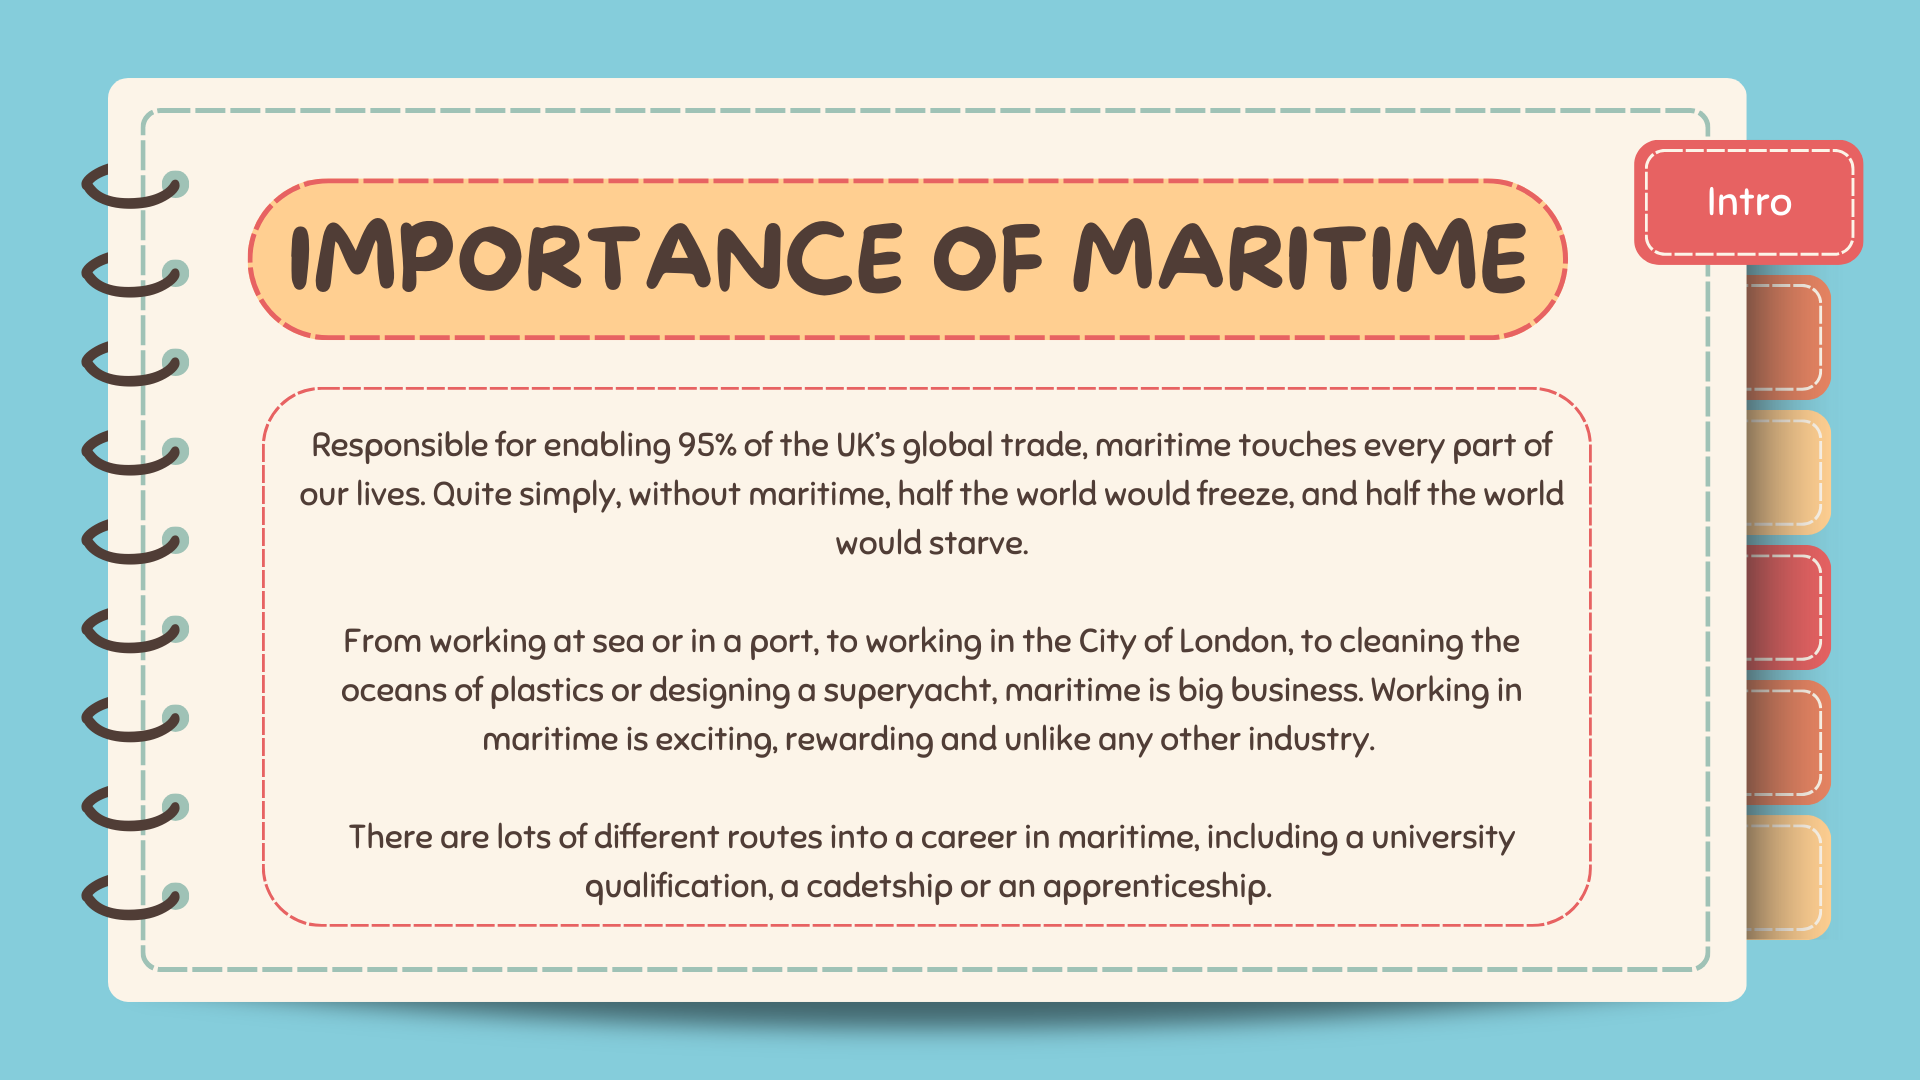 IMPORTANCE OF MARITIME
Intro
Responsible for enabling 95% of the UK's global trade, maritime touches every part of
our lives. Quite simply, without maritime, half the world would freeze, and half the world
would starve.
From working at sea or in a port, to working in the City of London, to cleaning the
oceans of plastics or designing a superyacht, maritime is big business. Working in
maritime is exciting, rewarding and unlike any other industry.
There are lots of different routes into a career in maritime, including a university
qualification, a cadetship or an apprenticeship.